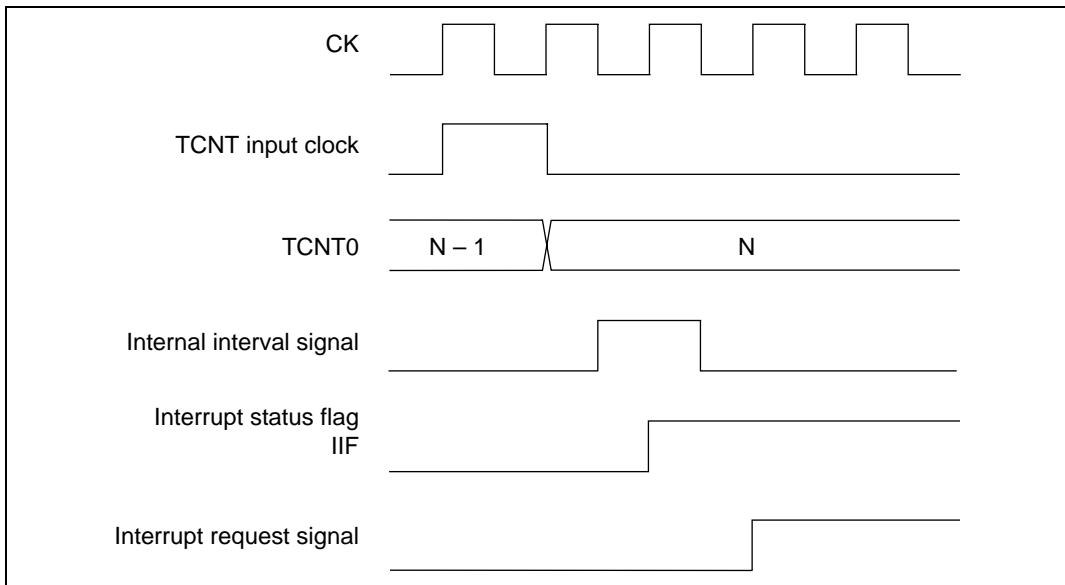 CK
TCNT input clock
TCNT0
N – 1
N
Internal interval signal
Interrupt status flag
IIF
Interrupt request signal